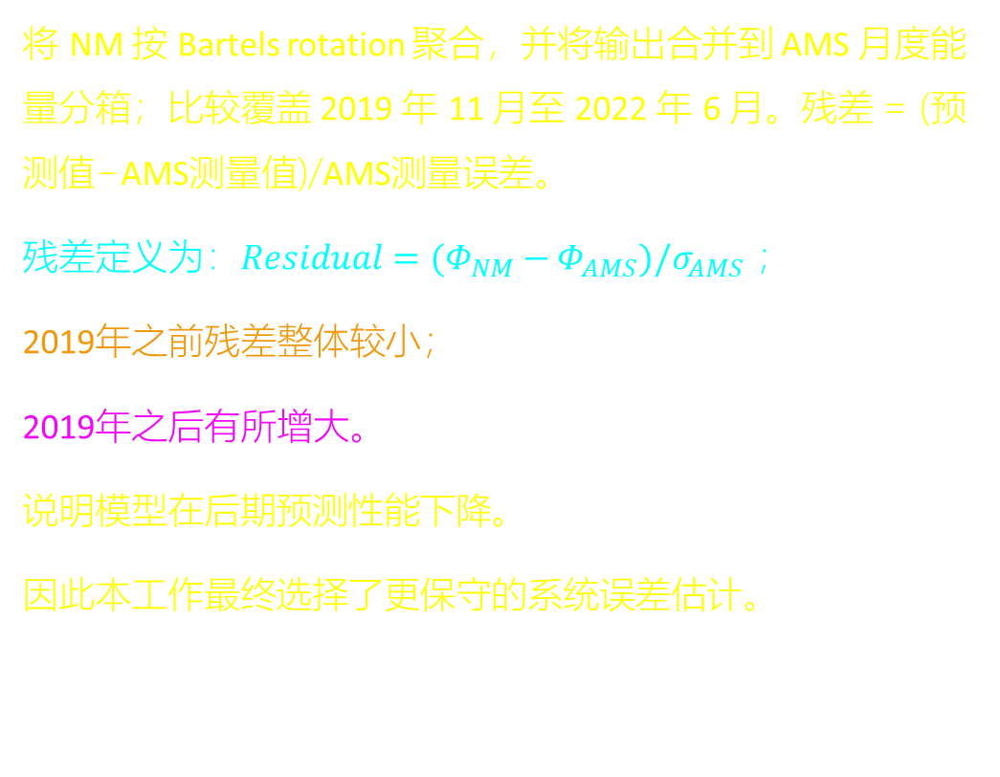 将 NM 按 Bartels rotation 聚合，并将输出合并到 AMS 月度能
量分箱；比较覆盖 2019 年 11 月至 2022 年 6 月。残差 = (预
测值−AMS测量值)/AMS测量误差。
残差定义为：Residual = (Φ_NM − Φ_AMS)/σ_AMS ；
2019年之前残差整体较小；
2019年之后有所增大。
说明模型在后期预测性能下降。
因此本工作最终选择了更保守的系统误差估计。